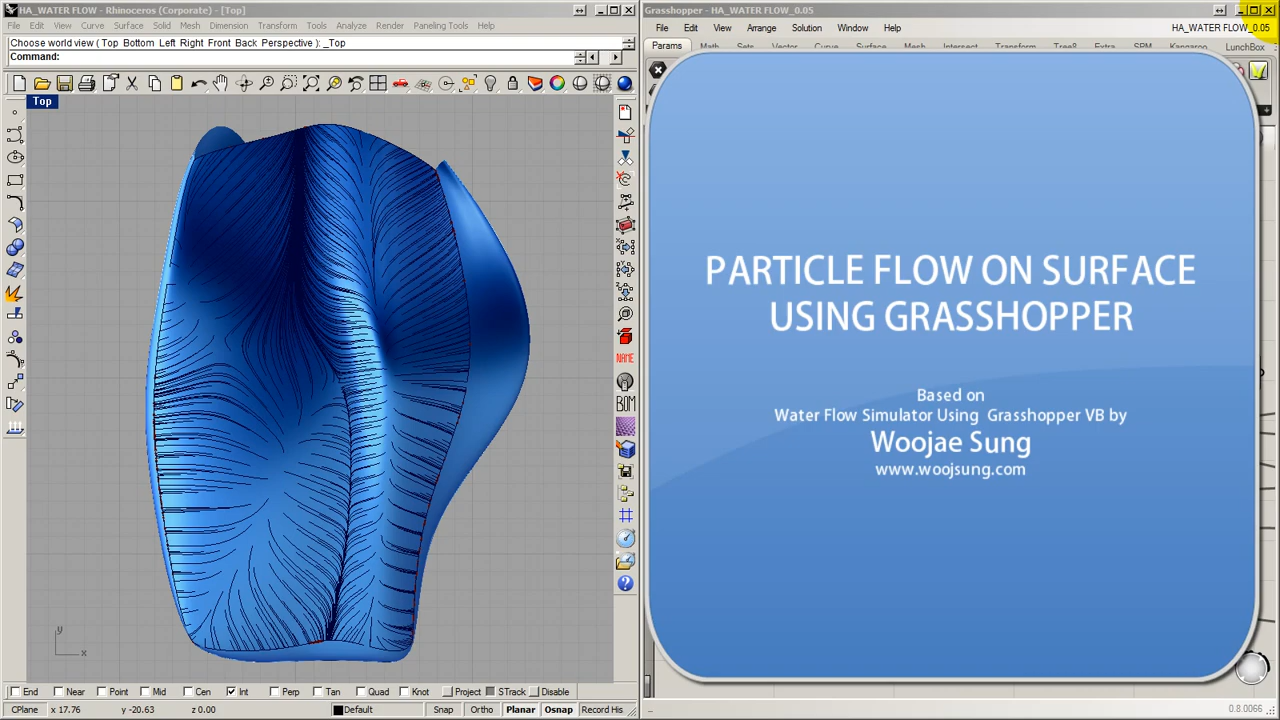 HA_WATER FLOW - Rhinoceros (Corporate) - [Top]
File Edit View Curve Surface Solid Mesh Dimension Transform Tools Analyze Render Paneling Tools Help
Choose world view ( Top Bottom Left Right Front Back Perspective ): _Top
Command:
Top
NAME
BOM
y
x
End Near Point Mid Cen Int Perp Tan Quad Knot Project STrack Disable
CPlane x 17.76 y -20.63 z 0.00 Default Snap Ortho Planar Osnap Record His
Grasshopper - HA_WATER FLOW_0.05
File Edit View Arrange Solution Window Help HA_WATER FLOW_0.05
Params Math Sets Vector Curve Surface Mesh Intersect Transform Tree8 Extra SPM Kangaroo LunchBox
PARTICLE FLOW ON SURFACE
USING GRASSHOPPER
Based on
Water Flow Simulator Using Grasshopper VB by
Woojae Sung
www.woojsung.com
0.8.0066